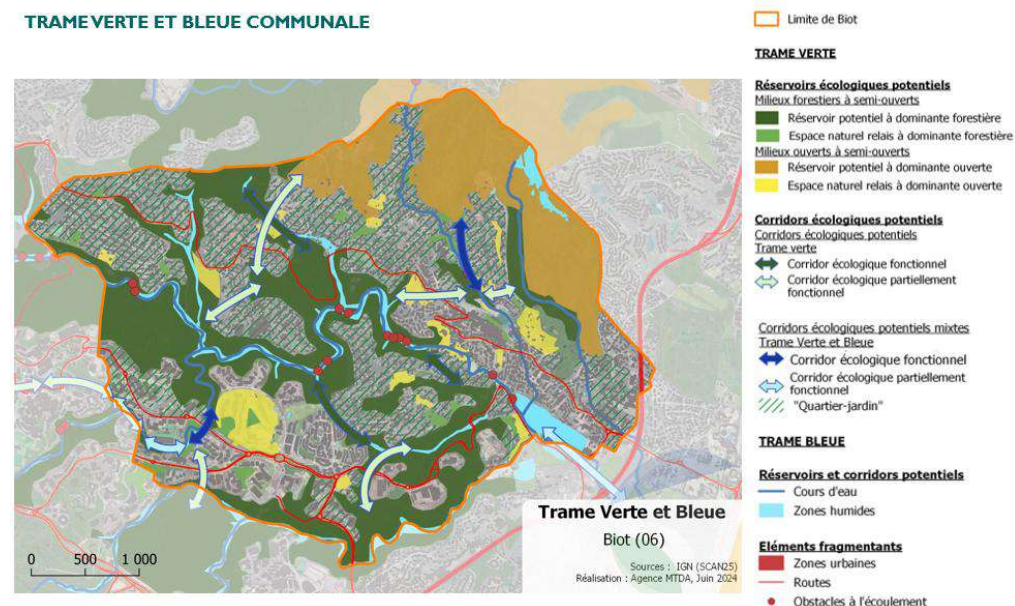 TRAME VERTE ET BLEUE COMMUNALE
Limite de Biot
TRAME VERTE
Réservoirs écologiques potentiels
Milieux forestiers à semi-ouverts
Réservoir potentiel à dominante forestière
Espace naturel relais à dominante forestière
Milieux ouverts à semi-ouverts
Réservoir potentiel à dominante ouverte
Espace naturel relais à dominante ouverte
Corridors écologiques potentiels
Corridors écologiques potentiels
Trame verte
Corridor écologique fonctionnel
Corridor écologique partiellement
fonctionnel
Corridors écologiques potentiels mixtes
Trame Verte et Bleue
Corridor écologique fonctionnel
Corridor écologique partiellement
fonctionnel
"Quartier-jardin"
TRAME BLEUE
Réservoirs et corridors potentiels
Cours d'eau
Zones humides
Eléments fragmentants
Zones urbaines
Routes
Obstacles à l'écoulement
0 500 1 000
Trame Verte et Bleue
Biot (06)
Sources : IGN (SCAN25)
Réalisation : Agence MTDA, Juin 2024